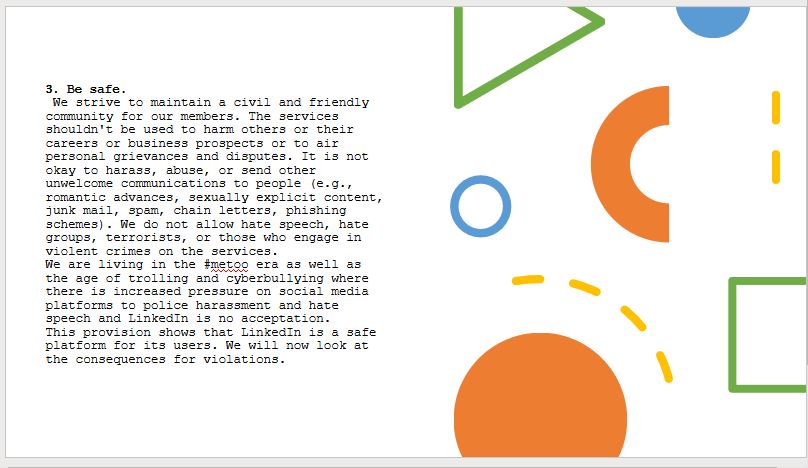 3. Be safe.
We strive to maintain a civil and friendly
community for our members. The services
shouldn't be used to harm others or their
careers or business prospects or to air
personal grievances and disputes. It is not
okay to harass, abuse, or send other
unwelcome communications to people (e.g.,
romantic advances, sexually explicit content,
junk mail, spam, chain letters, phishing
schemes). We do not allow hate speech, hate
groups, terrorists, or those who engage in
violent crimes on the services.
We are living in the #metoo era as well as
the age of trolling and cyberbullying where
there is increased pressure on social media
platforms to police harassment and hate
speech and LinkedIn is no acceptation.
This provision shows that LinkedIn is a safe
platform for its users. We will now look at
the consequences for violations.